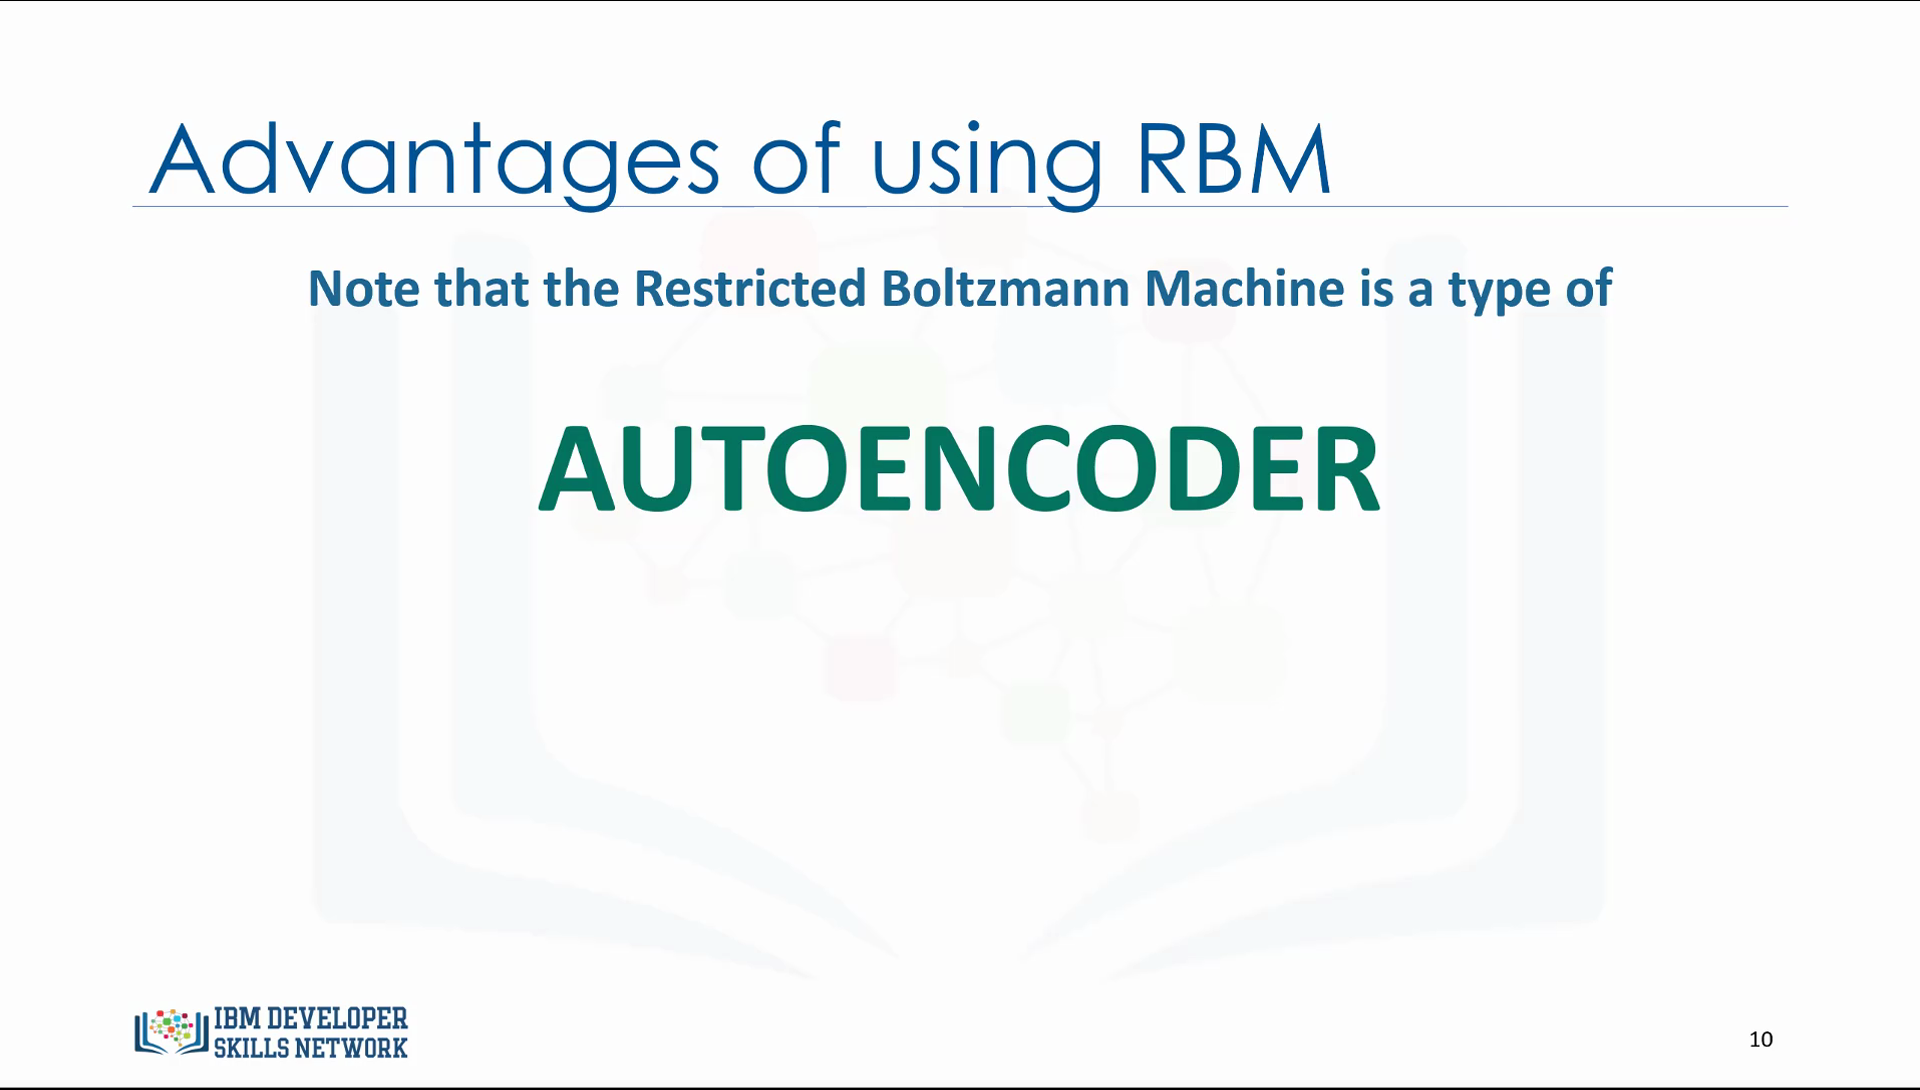 Advantages of using RBM
Note that the Restricted Boltzmann Machine is a type of
AUTOENCODER
IBM DEVELOPER
SKILLS NETWORK
10